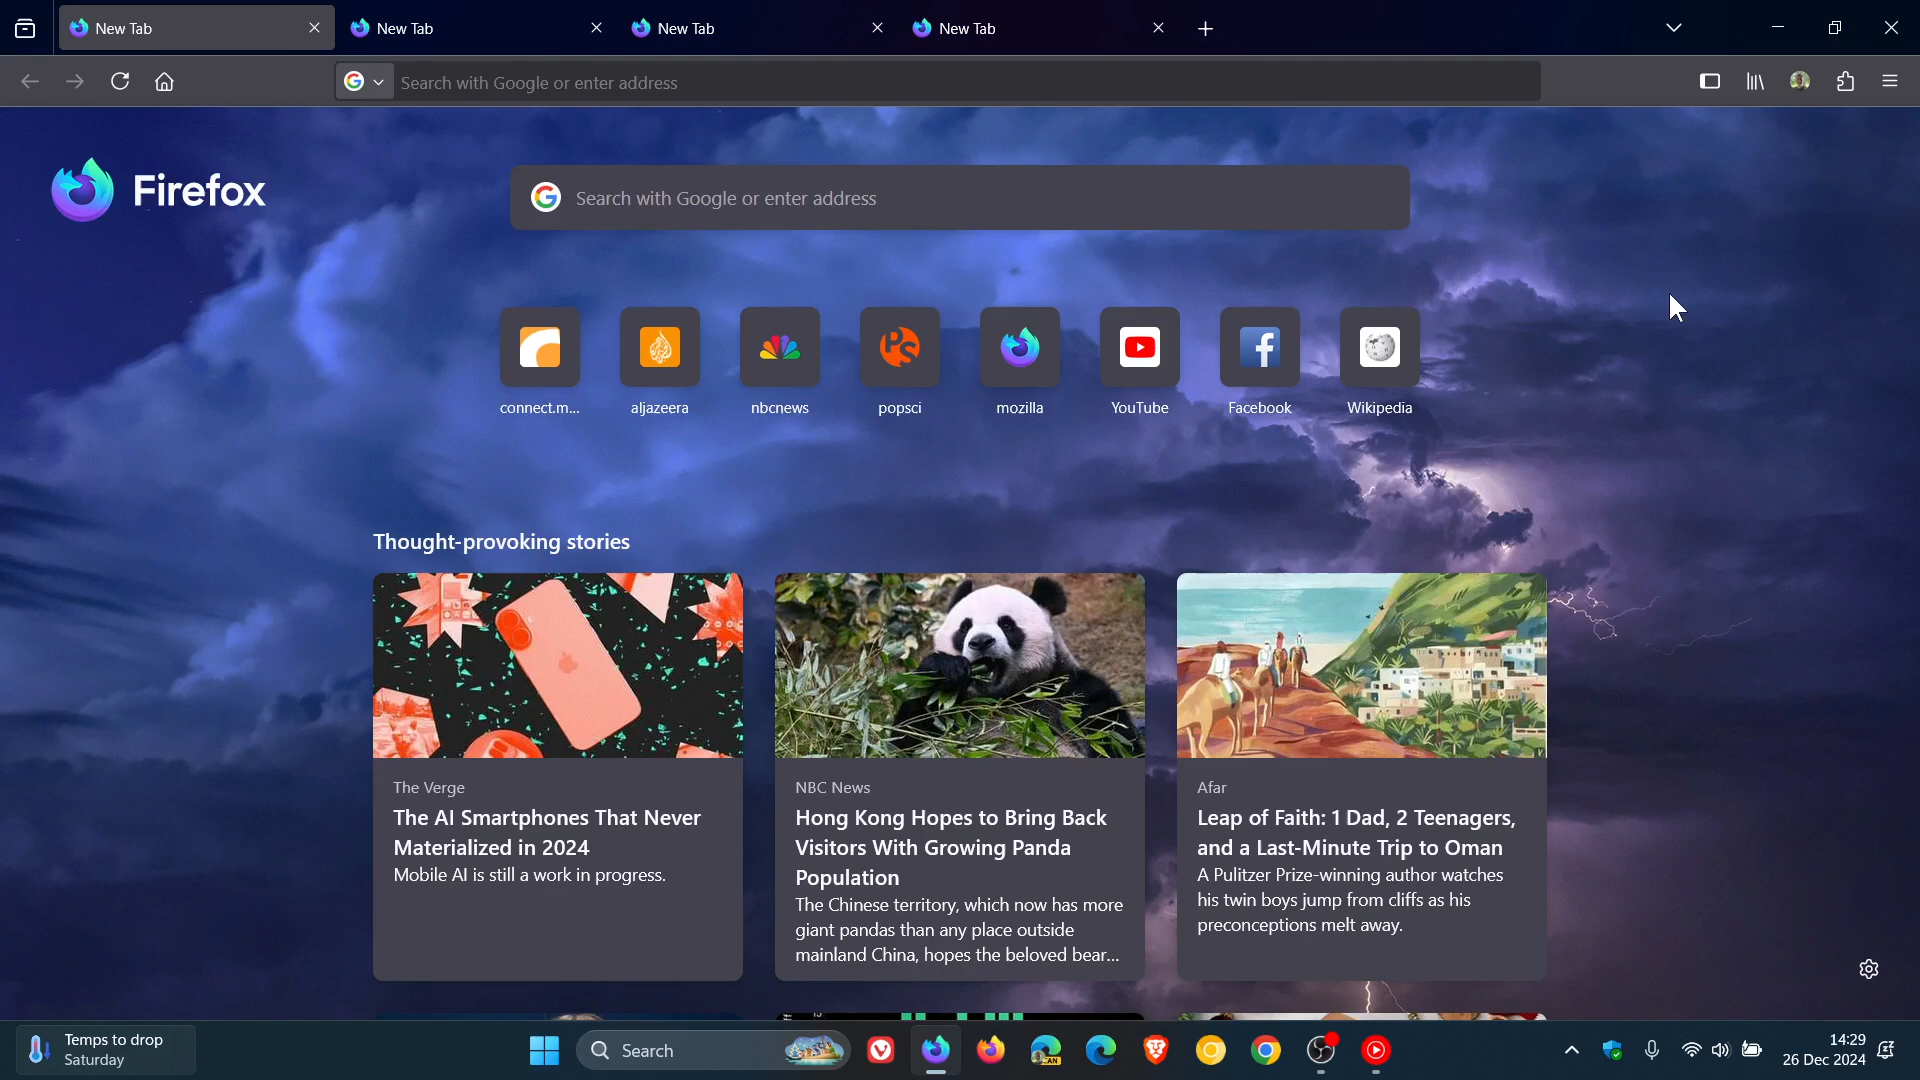 New Tab
New Tab
New Tab
New Tab
Search with Google or enter address
Firefox
Search with Google or enter address
connect.m...
aljazeera
nbcnews
PS
popsci
mozilla
YouTube
Facebook
Wikipedia
Thought-provoking stories
The Verge
The AI Smartphones That Never
Materialized in 2024
Mobile AI is still a work in progress.
NBC News
Hong Kong Hopes to Bring Back
Visitors With Growing Panda
Population
The Chinese territory, which now has more
giant pandas than any place outside
mainland China, hopes the beloved bear...
Afar
Leap of Faith: 1 Dad, 2 Teenagers,
and a Last-Minute Trip to Oman
A Pulitzer Prize-winning author watches
his twin boys jump from cliffs as his
preconceptions melt away.
Temps to drop
Saturday
Search
CAN
14:29
26 Dec 2024